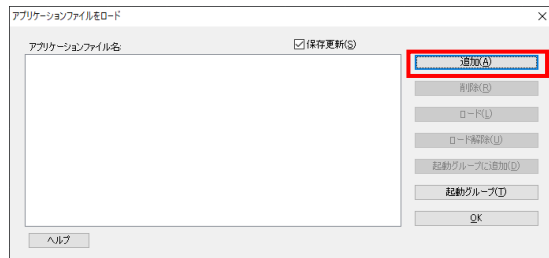 アプリケーションファイルをロード
アプリケーションファイル名:
☑保存更新(S)
追加(A)
削除(R)
ロード(L)
ロード解除(U)
起動グループに追加(D)
起動グループ(T)
OK
ヘルプ